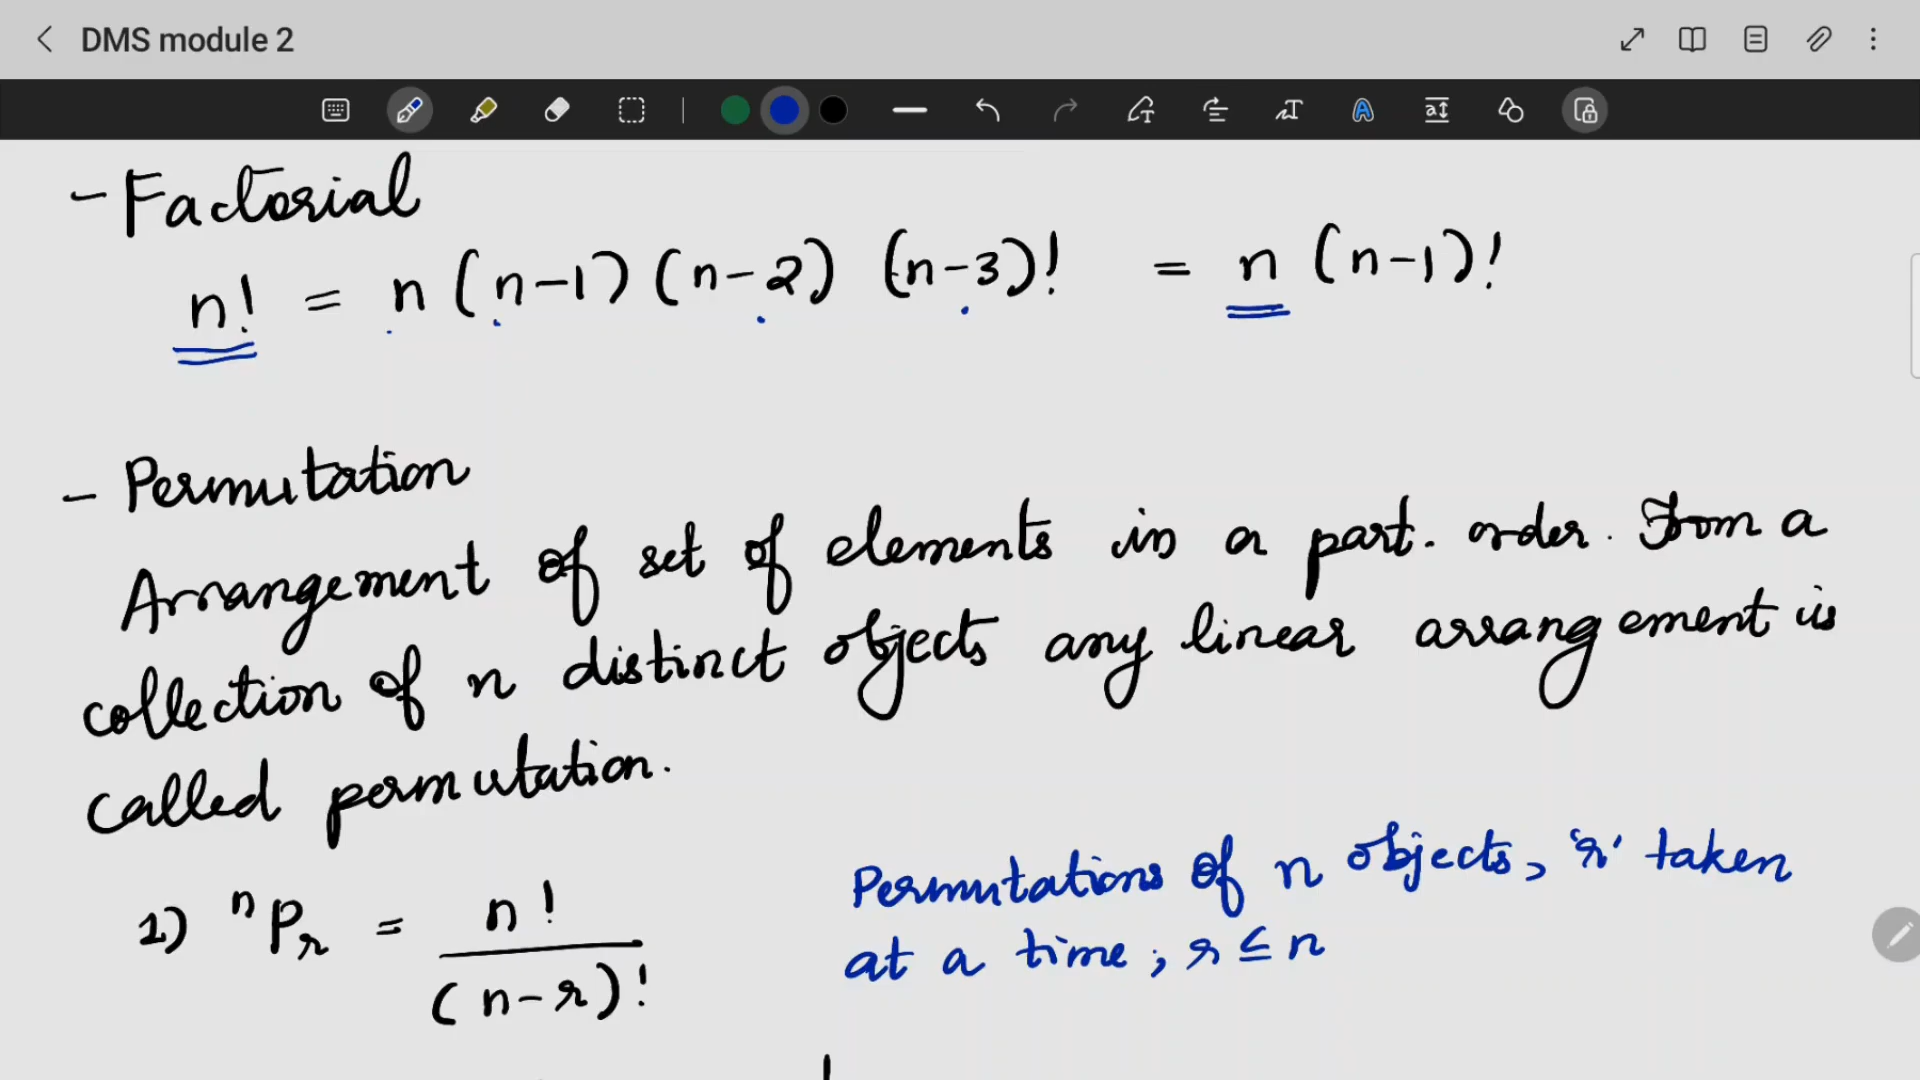 DMS module 2
- Factorial
n! = n (n-1) (n-2) (n-3)! = n (n-1)!
- Permutation
Arrangement of set of elements in a part. order. From a
collection of n distinct objects any linear arrangement is
called permutation.
1) ⁿPᵣ = n! / (n-r)!
Permutations of n objects, 'r' taken
at a time ; r ≤ n